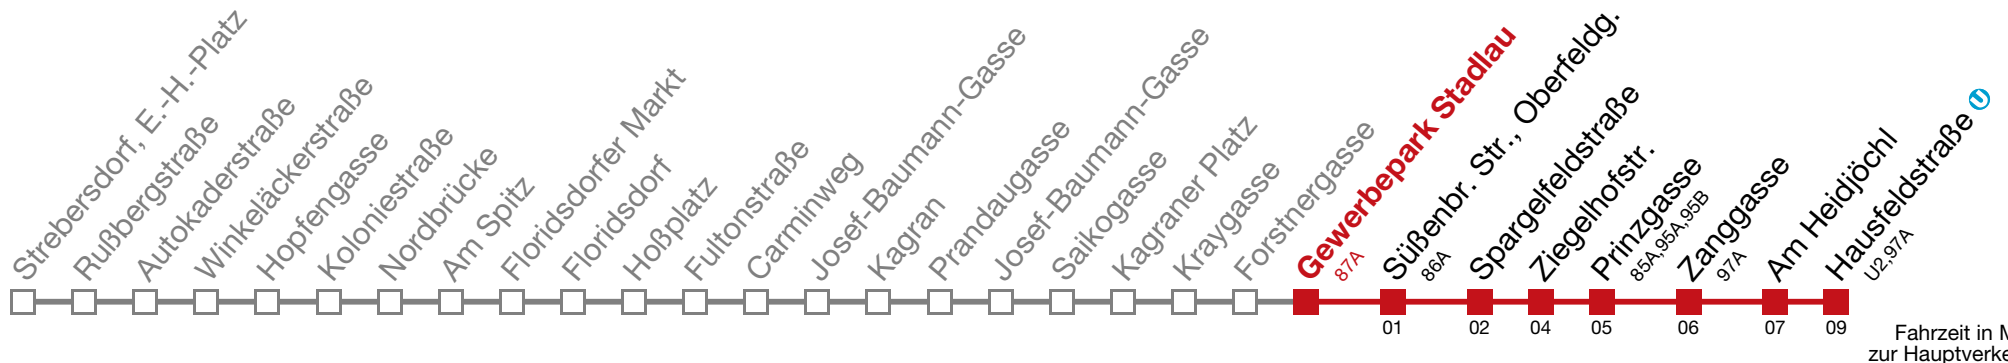 Strebersdorf, E.-H.-Platz
Rußbergstraße
Autokaderstraße
Winkeläckerstraße
Hopfengasse
Koloniestraße
Nordbrücke
Am Spitz
Floridsdorfer Markt
Floridsdorf
Hoßplatz
Fultonstraße
Carminweg
Josef-Baumann-Gasse
Kagran
Prandaugasse
Josef-Baumann-Gasse
Saikogasse
Kagraner Platz
Kraygasse
Forstnergasse
Gewerbepark Stadlau
87A
Süßenbr. Str., Oberfeldg.
86A
Spargelfeldstraße
Ziegelhofstr.
Prinzgasse
85A,95A,95B
Zanggasse
97A
Am Heidjöchl
Hausfeldstraße U
U2,97A
01 02 04 05 06 07 09
Fahrzeit in M
zur Hauptverke